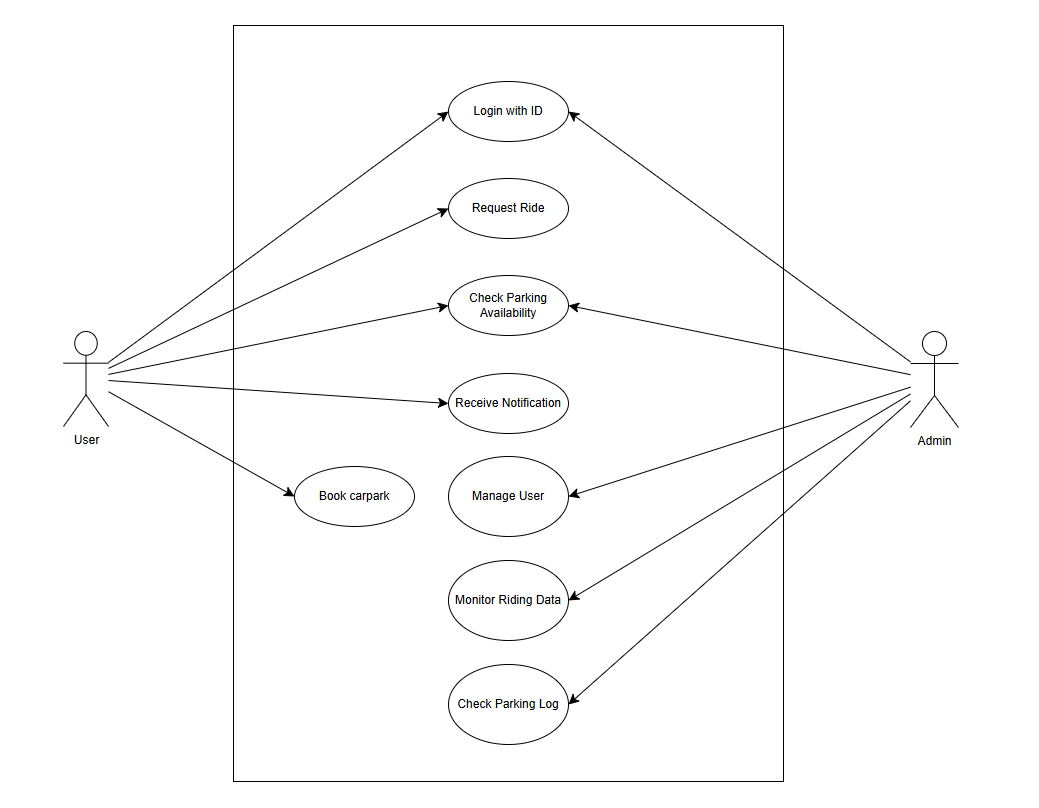 Login with ID
Request Ride
Check Parking
Availability
Receive Notification
User
Admin
Book carpark
Manage User
Monitor Riding Data
Check Parking Log